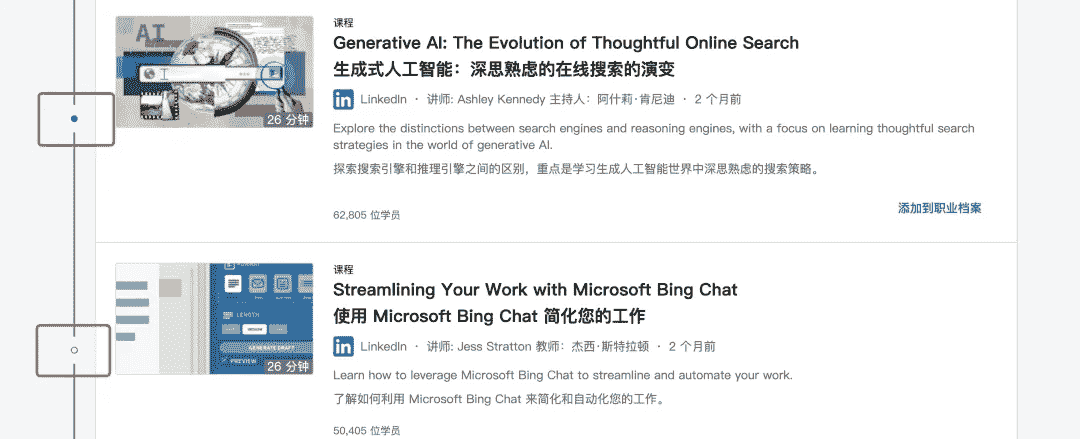 AI
26 分钟
课程
Generative AI: The Evolution of Thoughtful Online Search
生成式人工智能：深思熟虑的在线搜索的演变
in LinkedIn · 讲师: Ashley Kennedy 主持人：阿什莉·肯尼迪 · 2 个月前
Explore the distinctions between search engines and reasoning engines, with a focus on learning thoughtful search
strategies in the world of generative AI.
探索搜索引擎和推理引擎之间的区别，重点是学习生成人工智能世界中深思熟虑的搜索策略。
62,805 位学员
添加到职业档案
LENGTH
GENERATE DRAFT
PREVIEW
26 分钟
课程
Streamlining Your Work with Microsoft Bing Chat
使用 Microsoft Bing Chat 简化您的工作
in LinkedIn · 讲师: Jess Stratton 教师：杰西·斯特拉顿 · 2 个月前
Learn how to leverage Microsoft Bing Chat to streamline and automate your work.
了解如何利用 Microsoft Bing Chat 来简化和自动化您的工作。
50,405 位学员